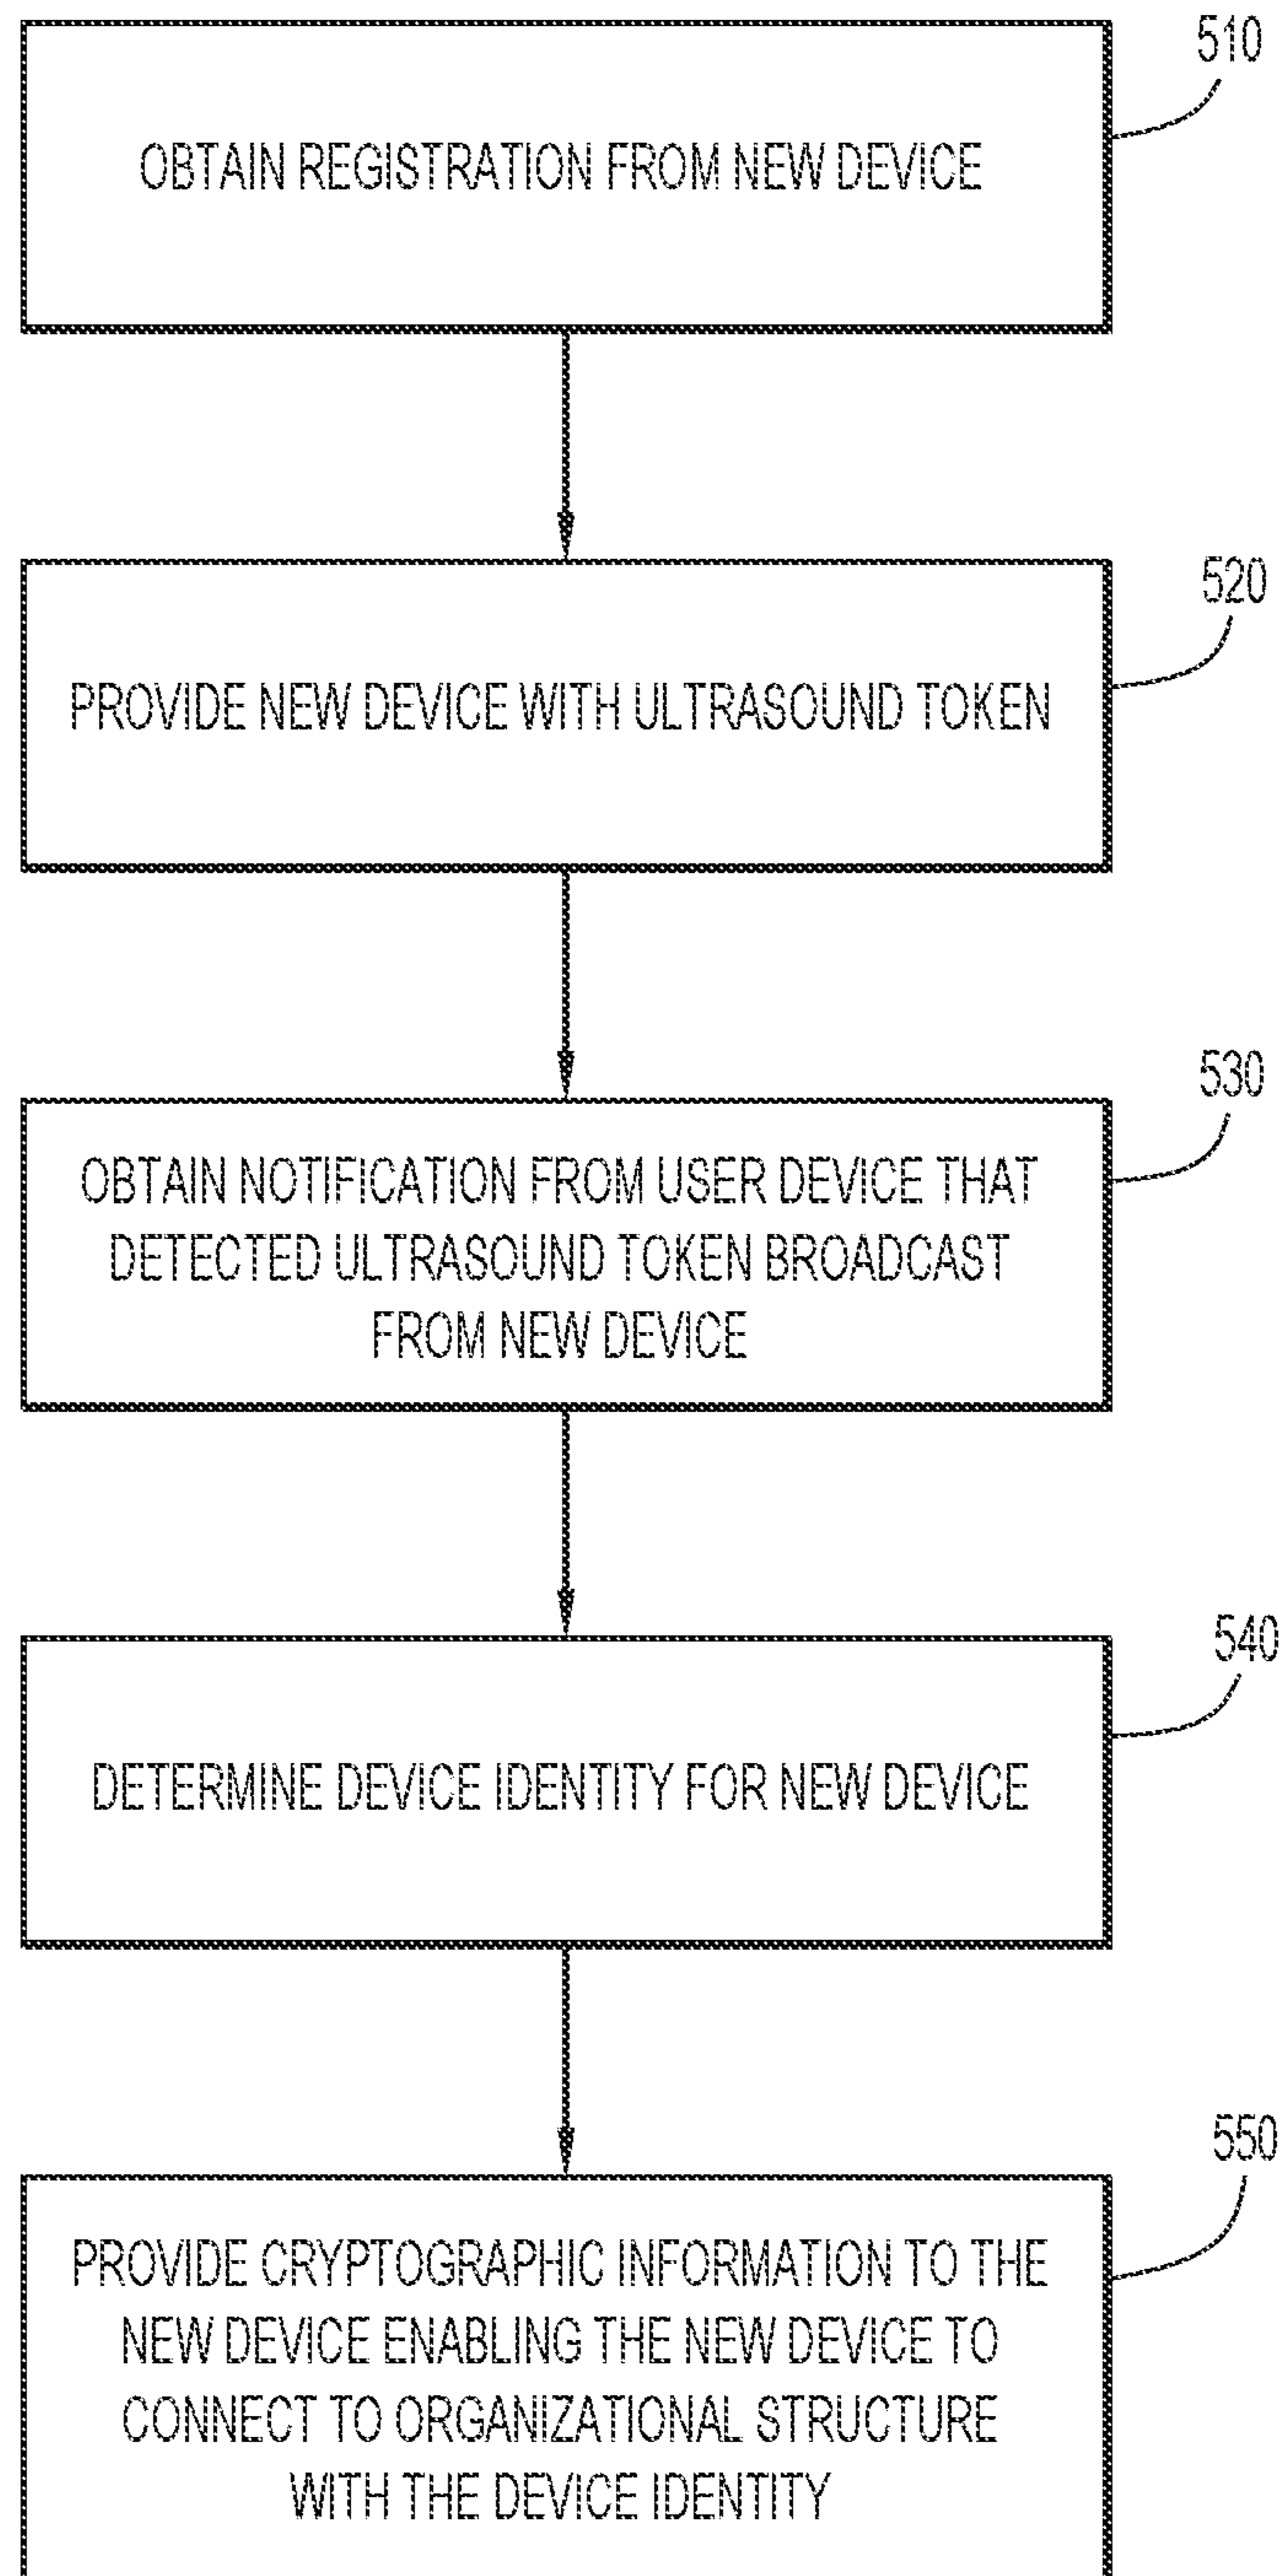 510
OBTAIN REGISTRATION FROM NEW DEVICE
520
PROVIDE NEW DEVICE WITH ULTRASOUND TOKEN
530
OBTAIN NOTIFICATION FROM USER DEVICE THAT
DETECTED ULTRASOUND TOKEN BROADCAST
FROM NEW DEVICE
540
DETERMINE DEVICE IDENTITY FOR NEW DEVICE
550
PROVIDE CRYPTOGRAPHIC INFORMATION TO THE
NEW DEVICE ENABLING THE NEW DEVICE TO
CONNECT TO ORGANIZATIONAL STRUCTURE
WITH THE DEVICE IDENTITY